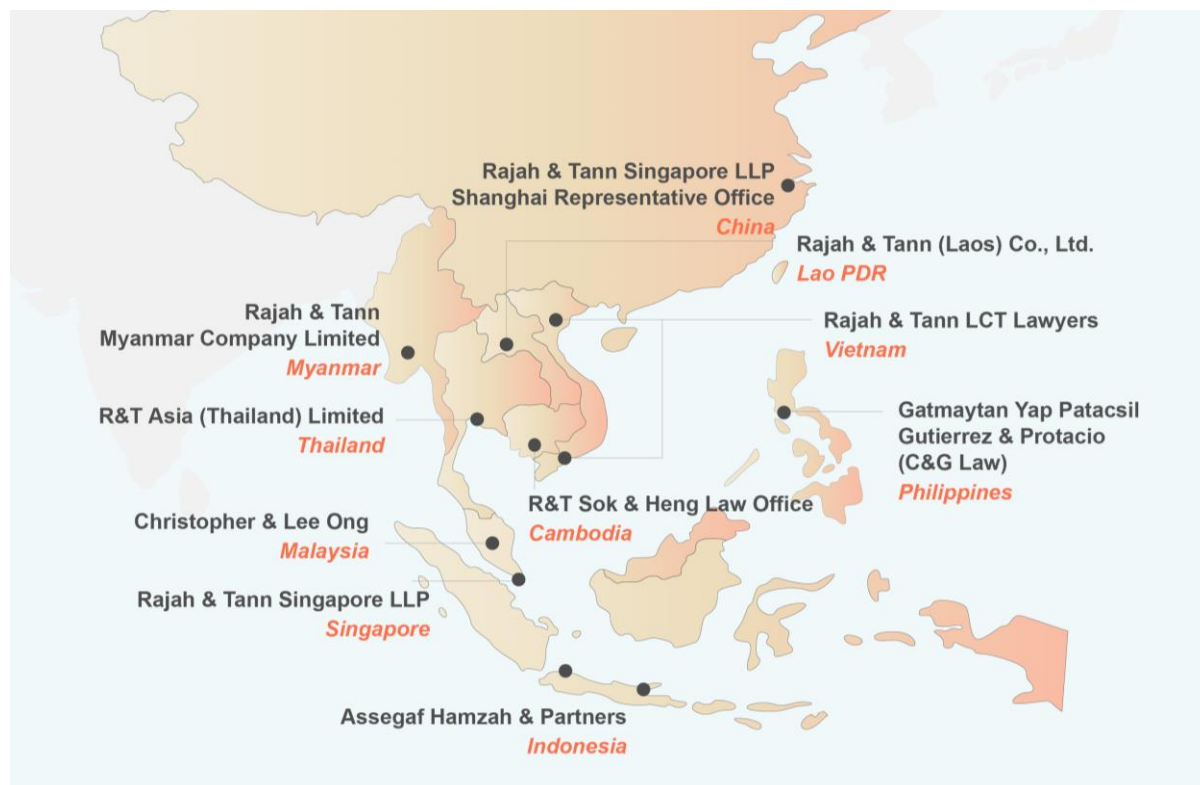 Rajah & Tann Singapore LLP
Shanghai Representative Office
China
Rajah & Tann (Laos) Co., Ltd.
Lao PDR
Rajah & Tann
Myanmar Company Limited
Myanmar
Rajah & Tann LCT Lawyers
Vietnam
R&T Asia (Thailand) Limited
Thailand
Gatmaytan Yap Patacsil
Gutierrez & Protacio
(C&G Law)
Philippines
R&T Sok & Heng Law Office
Cambodia
Christopher & Lee Ong
Malaysia
Rajah & Tann Singapore LLP
Singapore
Assegaf Hamzah & Partners
Indonesia